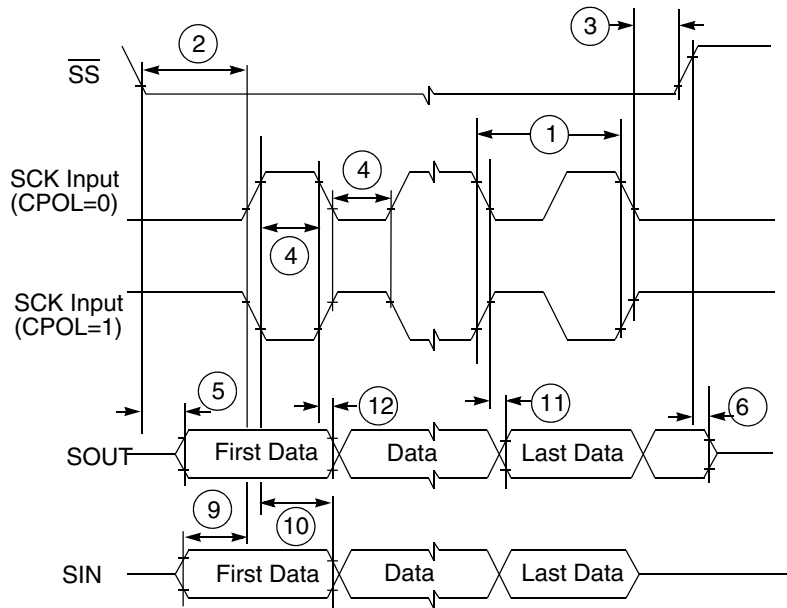 2
3
SS
1
SCK Input
(CPOL=0)
4
4
SCK Input
(CPOL=1)
5
12
11
6
SOUT
First Data
Data
Last Data
9
10
SIN
First Data
Data
Last Data